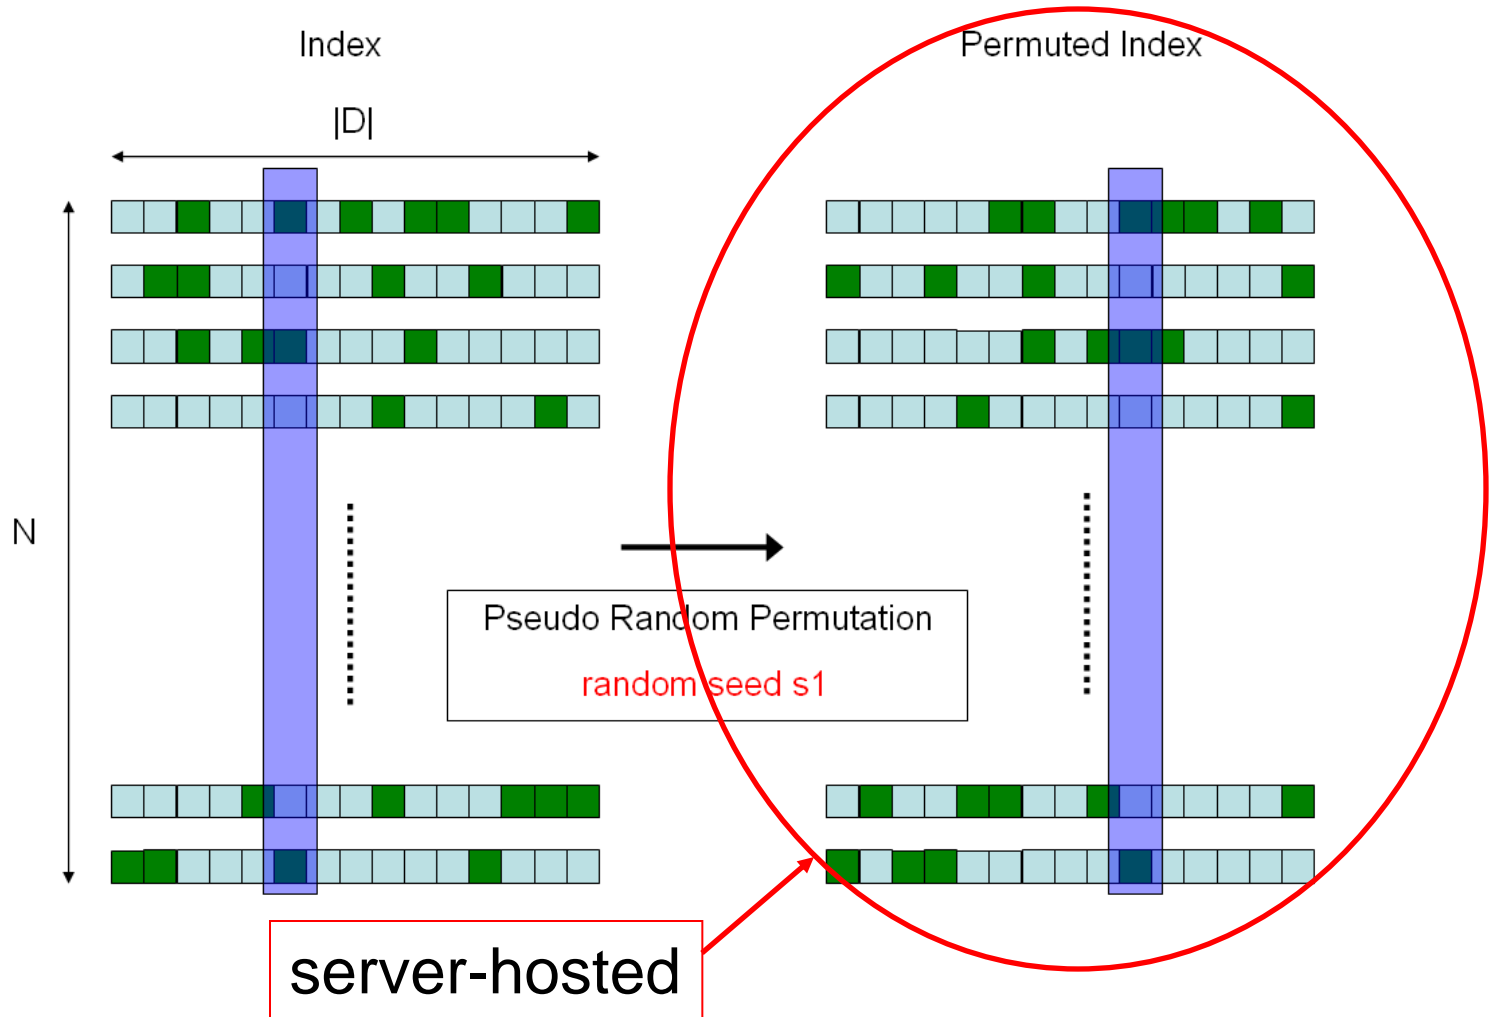 Index
Permuted Index
|D|
N
Pseudo Random Permutation
random seed s1
server-hosted